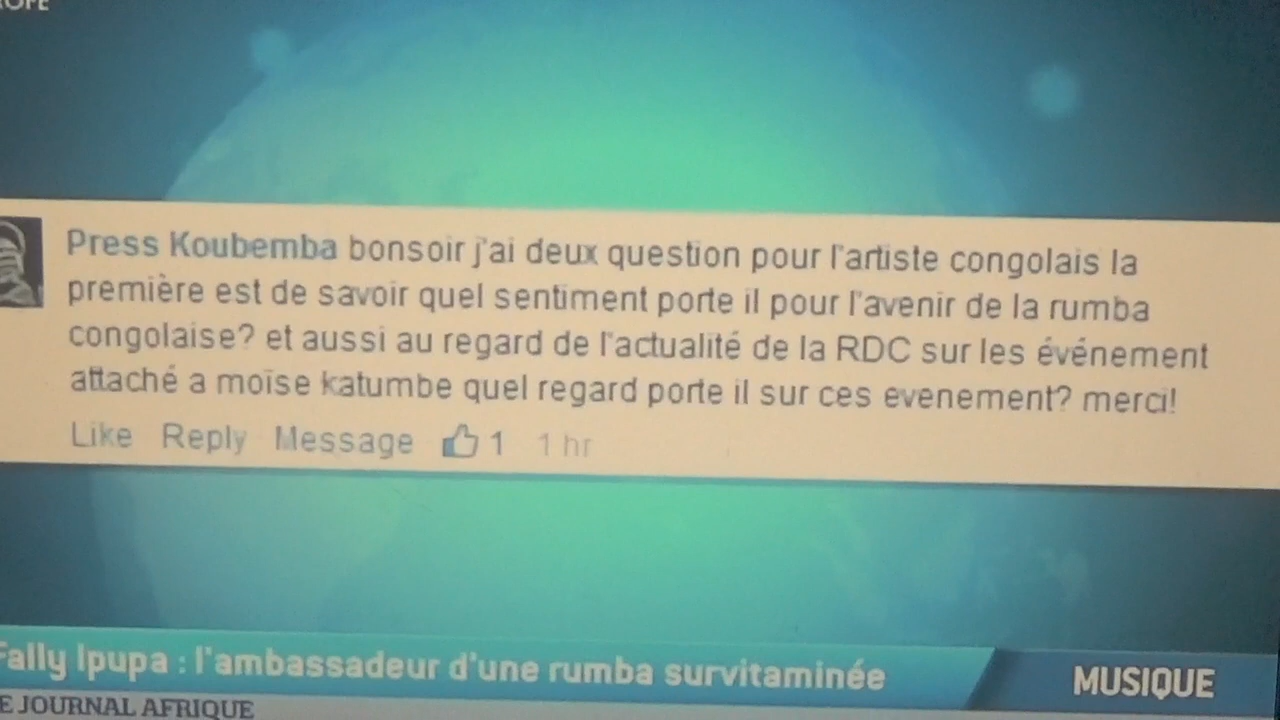 OPE
Press Koubemba bonsoir j'ai deux question pour l'artiste congolais la
première est de savoir quel sentiment porte il pour l'avenir de la rumba
congolaise? et aussi au regard de l'actualité de la RDC sur les événement
attaché a moïse katumbe quel regard porte il sur ces evenement? merci!
Like Reply Message 1 1 hr
Fally Ipupa : l'ambassadeur d'une rumba survitaminée
MUSIQUE
E JOURNAL AFRIQUE